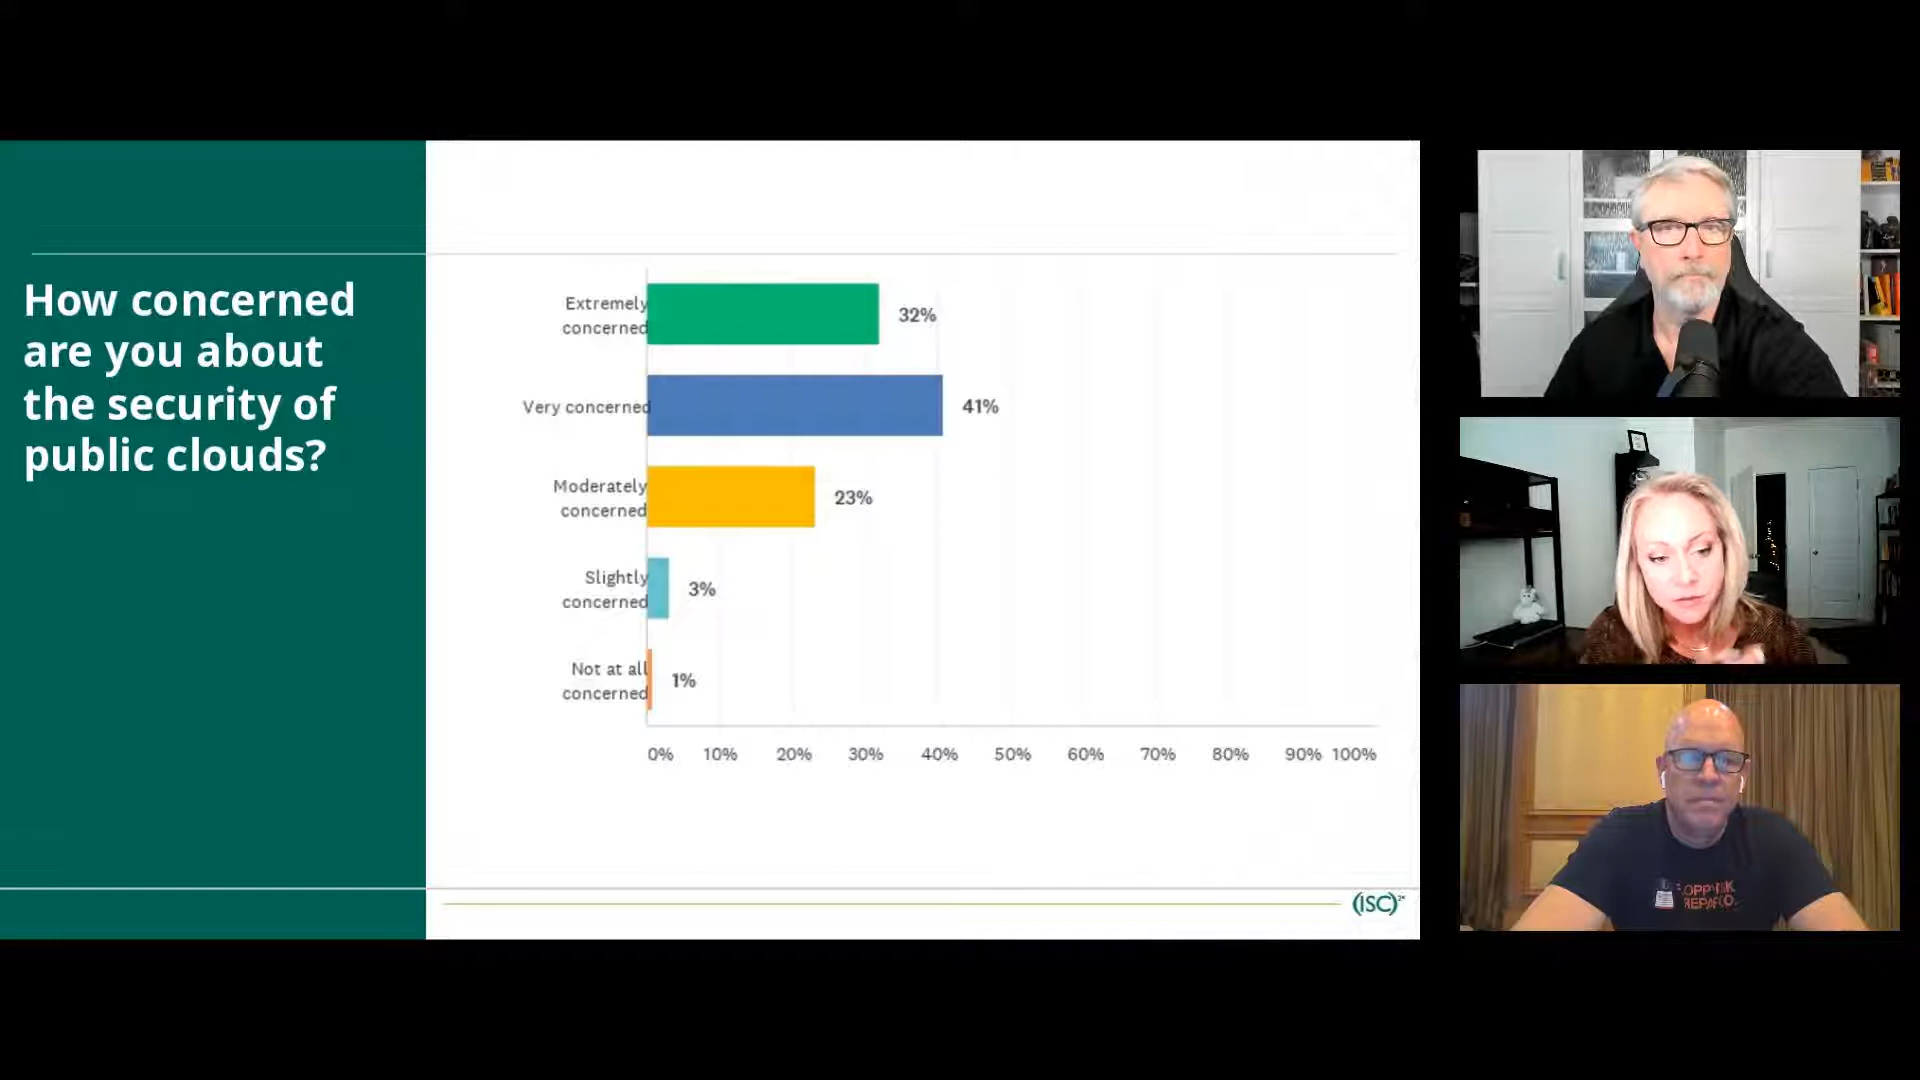 How concerned
are you about
the security of
public clouds?
Extremely
concerned
32%
Very concerned
41%
Moderately
concerned
23%
Slightly
concerned
3%
Not at all
concerned
1%
0% 10% 20% 30% 40% 50% 60% 70% 80% 90% 100%
(ISC)²